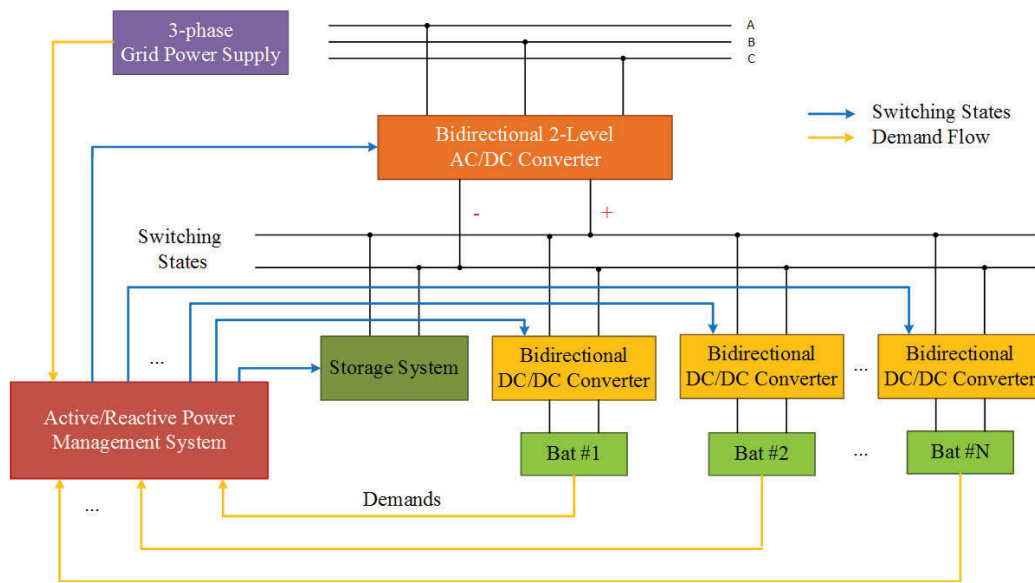 3-phase
Grid Power Supply
A
B
C
Switching States
Demand Flow
Bidirectional 2-Level
AC/DC Converter
-
+
Switching
States
...
Storage System
Bidirectional
DC/DC Converter
Bidirectional
DC/DC Converter
...
Bidirectional
DC/DC Converter
Active/Reactive Power
Management System
Bat #1
Bat #2
...
Bat #N
...
Demands